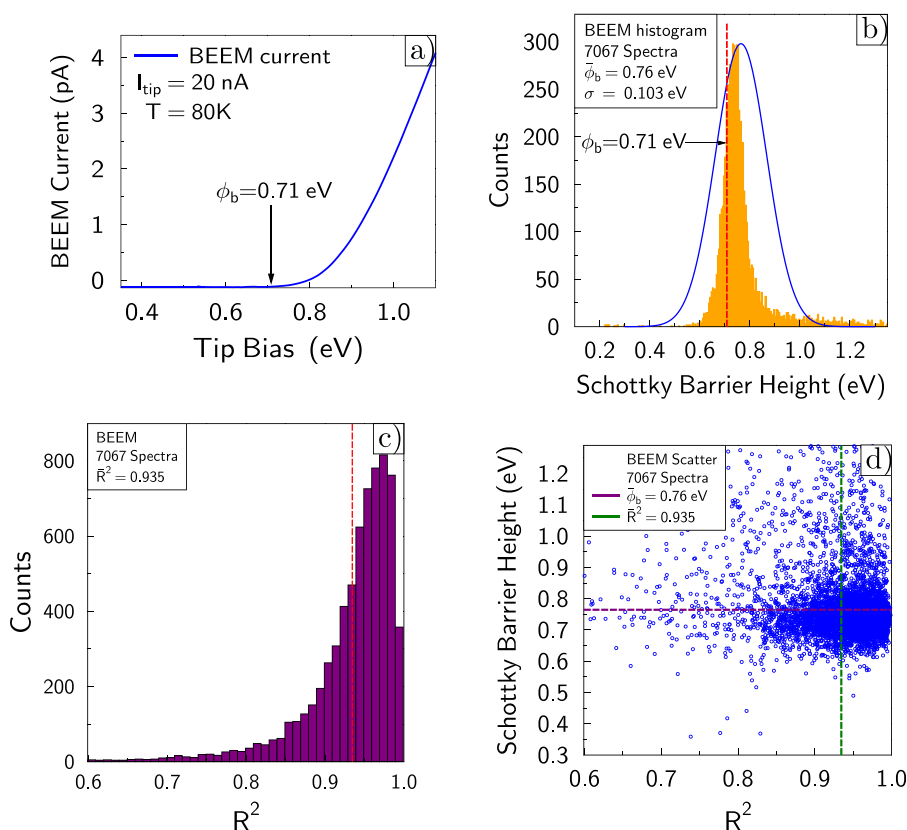 a)
BEEM current
I_tip = 20 nA
T = 80K
ϕ_b=0.71 eV
BEEM Current (pA)
4
3
2
1
0
0.4 0.6 0.8 1.0
Tip Bias (eV)
b)
BEEM histogram
7067 Spectra
ϕ̄_b = 0.76 eV
σ = 0.103 eV
ϕ_b=0.71 eV
Counts
300
250
200
150
100
50
0
0.2 0.4 0.6 0.8 1.0 1.2
Schottky Barrier Height (eV)
c)
BEEM
7067 Spectra
R̄² = 0.935
Counts
800
600
400
200
0
0.6 0.7 0.8 0.9 1.0
R²
d)
BEEM Scatter
7067 Spectra
ϕ̄_b = 0.76 eV
R̄² = 0.935
Schottky Barrier Height (eV)
1.2
1.1
1.0
0.9
0.8
0.7
0.6
0.5
0.4
0.3
0.6 0.7 0.8 0.9 1.0
R²